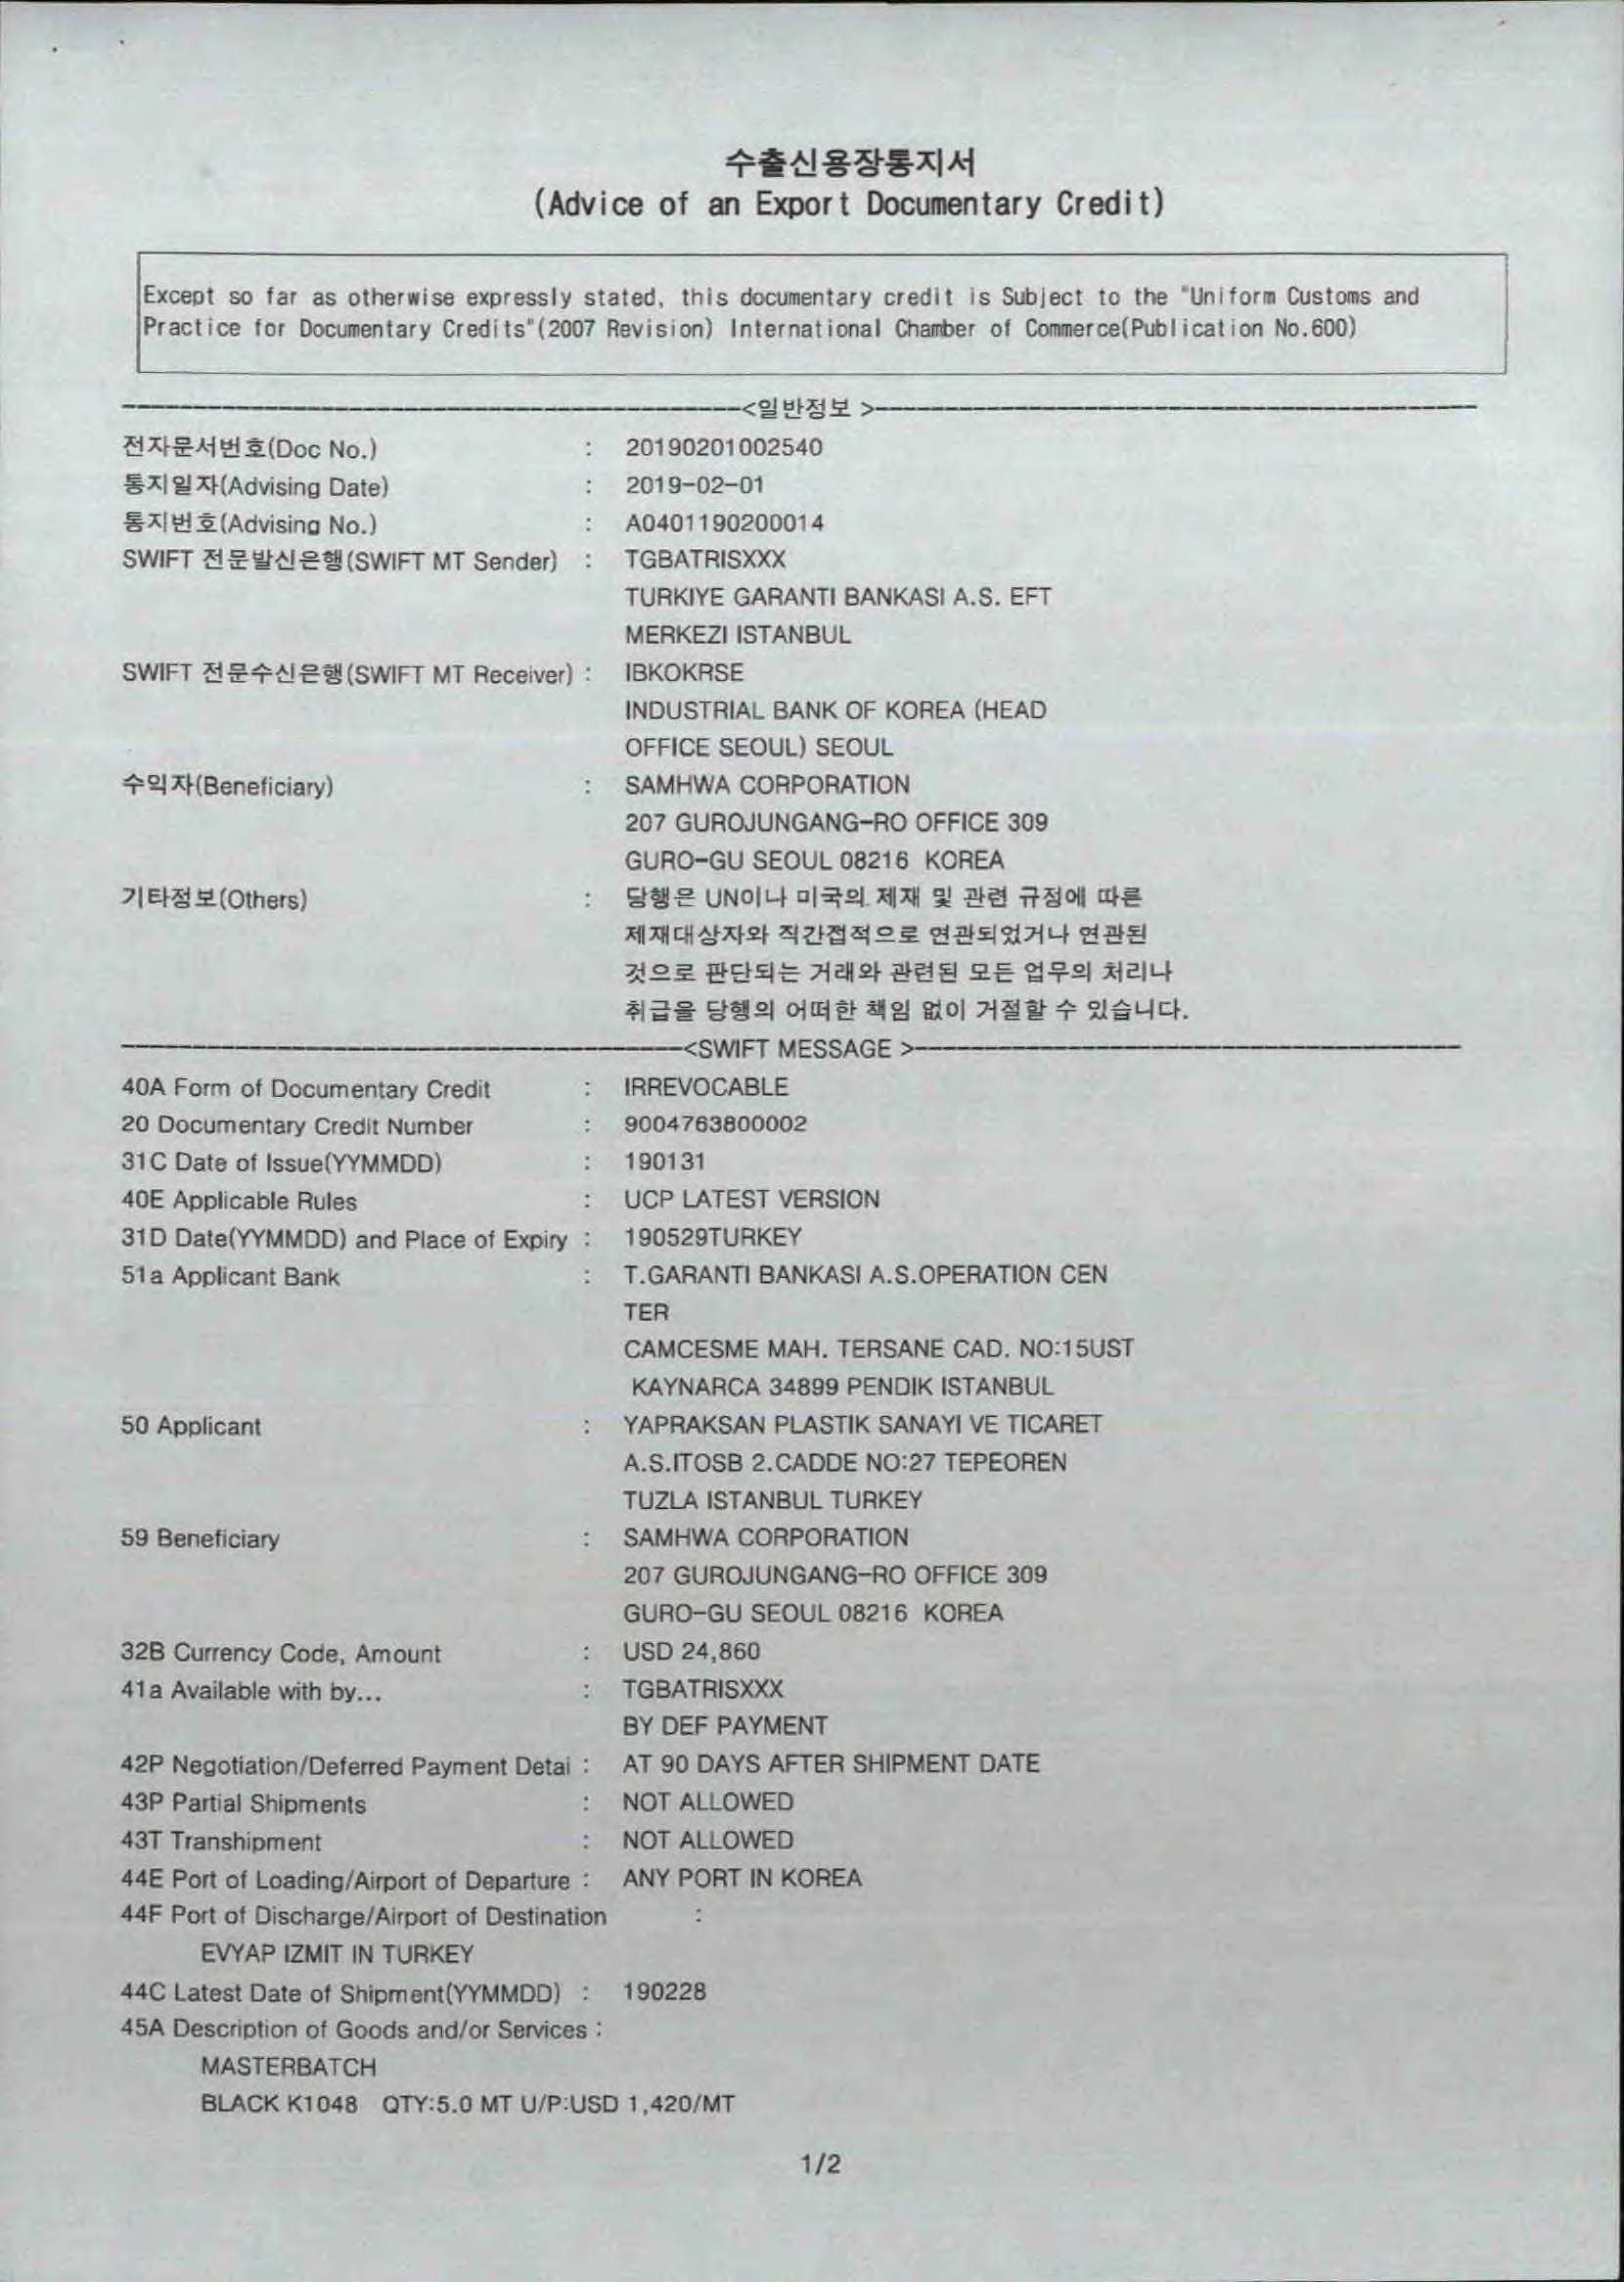 수출신용장통지서
(Advice of an Export Documentary Credit)
Except so far as otherwise expressly stated, this documentary credit is Subject to the "Uniform Customs and
Practice for Documentary Credits"(2007 Revision) International Chamber of Commerce(Publication No.600)
<일반정보 >
전자문서번호(Doc No.) : 20190201002540
통지일자(Advising Date) : 2019-02-01
통지번호(Advising No.) : A0401190200014
SWIFT 전문발신은행(SWIFT MT Sender) : TGBATRISXXX
TURKIYE GARANTI BANKASI A.S. EFT
MERKEZI ISTANBUL
SWIFT 전문수신은행(SWIFT MT Receiver) : IBKOKRSE
INDUSTRIAL BANK OF KOREA (HEAD
OFFICE SEOUL) SEOUL
수익자(Beneficiary) : SAMHWA CORPORATION
207 GUROJUNGANG-RO OFFICE 309
GURO-GU SEOUL 08216 KOREA
기타정보(Others) : 당행은 UN이나 미국의 제재 및 관련 규정에 따른
제재대상자와 직간접적으로 연관되었거나 연관된
것으로 판단되는 거래와 관련된 모든 업무의 처리나
취급을 당행의 어떠한 책임 없이 거절할 수 있습니다.
<SWIFT MESSAGE >
40A Form of Documentary Credit : IRREVOCABLE
20 Documentary Credit Number : 9004763800002
31C Date of Issue(YYMMDD) : 190131
40E Applicable Rules : UCP LATEST VERSION
31D Date(YYMMDD) and Place of Expiry : 190529TURKEY
51a Applicant Bank : T.GARANTI BANKASI A.S.OPERATION CEN
TER
CAMCESME MAH. TERSANE CAD. NO:15UST
KAYNARCA 34899 PENDIK ISTANBUL
50 Applicant : YAPRAKSAN PLASTIK SANAYI VE TICARET
A.S.ITOSB 2.CADDE NO:27 TEPEOREN
TUZLA ISTANBUL TURKEY
59 Beneficiary : SAMHWA CORPORATION
207 GUROJUNGANG-RO OFFICE 309
GURO-GU SEOUL 08216 KOREA
32B Currency Code, Amount : USD 24,860
41a Available with by... : TGBATRISXXX
BY DEF PAYMENT
42P Negotiation/Deferred Payment Detai : AT 90 DAYS AFTER SHIPMENT DATE
43P Partial Shipments : NOT ALLOWED
43T Transhipment : NOT ALLOWED
44E Port of Loading/Airport of Departure : ANY PORT IN KOREA
44F Port of Discharge/Airport of Destination :
EVYAP IZMIT IN TURKEY
44C Latest Date of Shipment(YYMMDD) : 190228
45A Description of Goods and/or Services :
MASTERBATCH
BLACK K1048 QTY:5.0 MT U/P:USD 1,420/MT
1/2